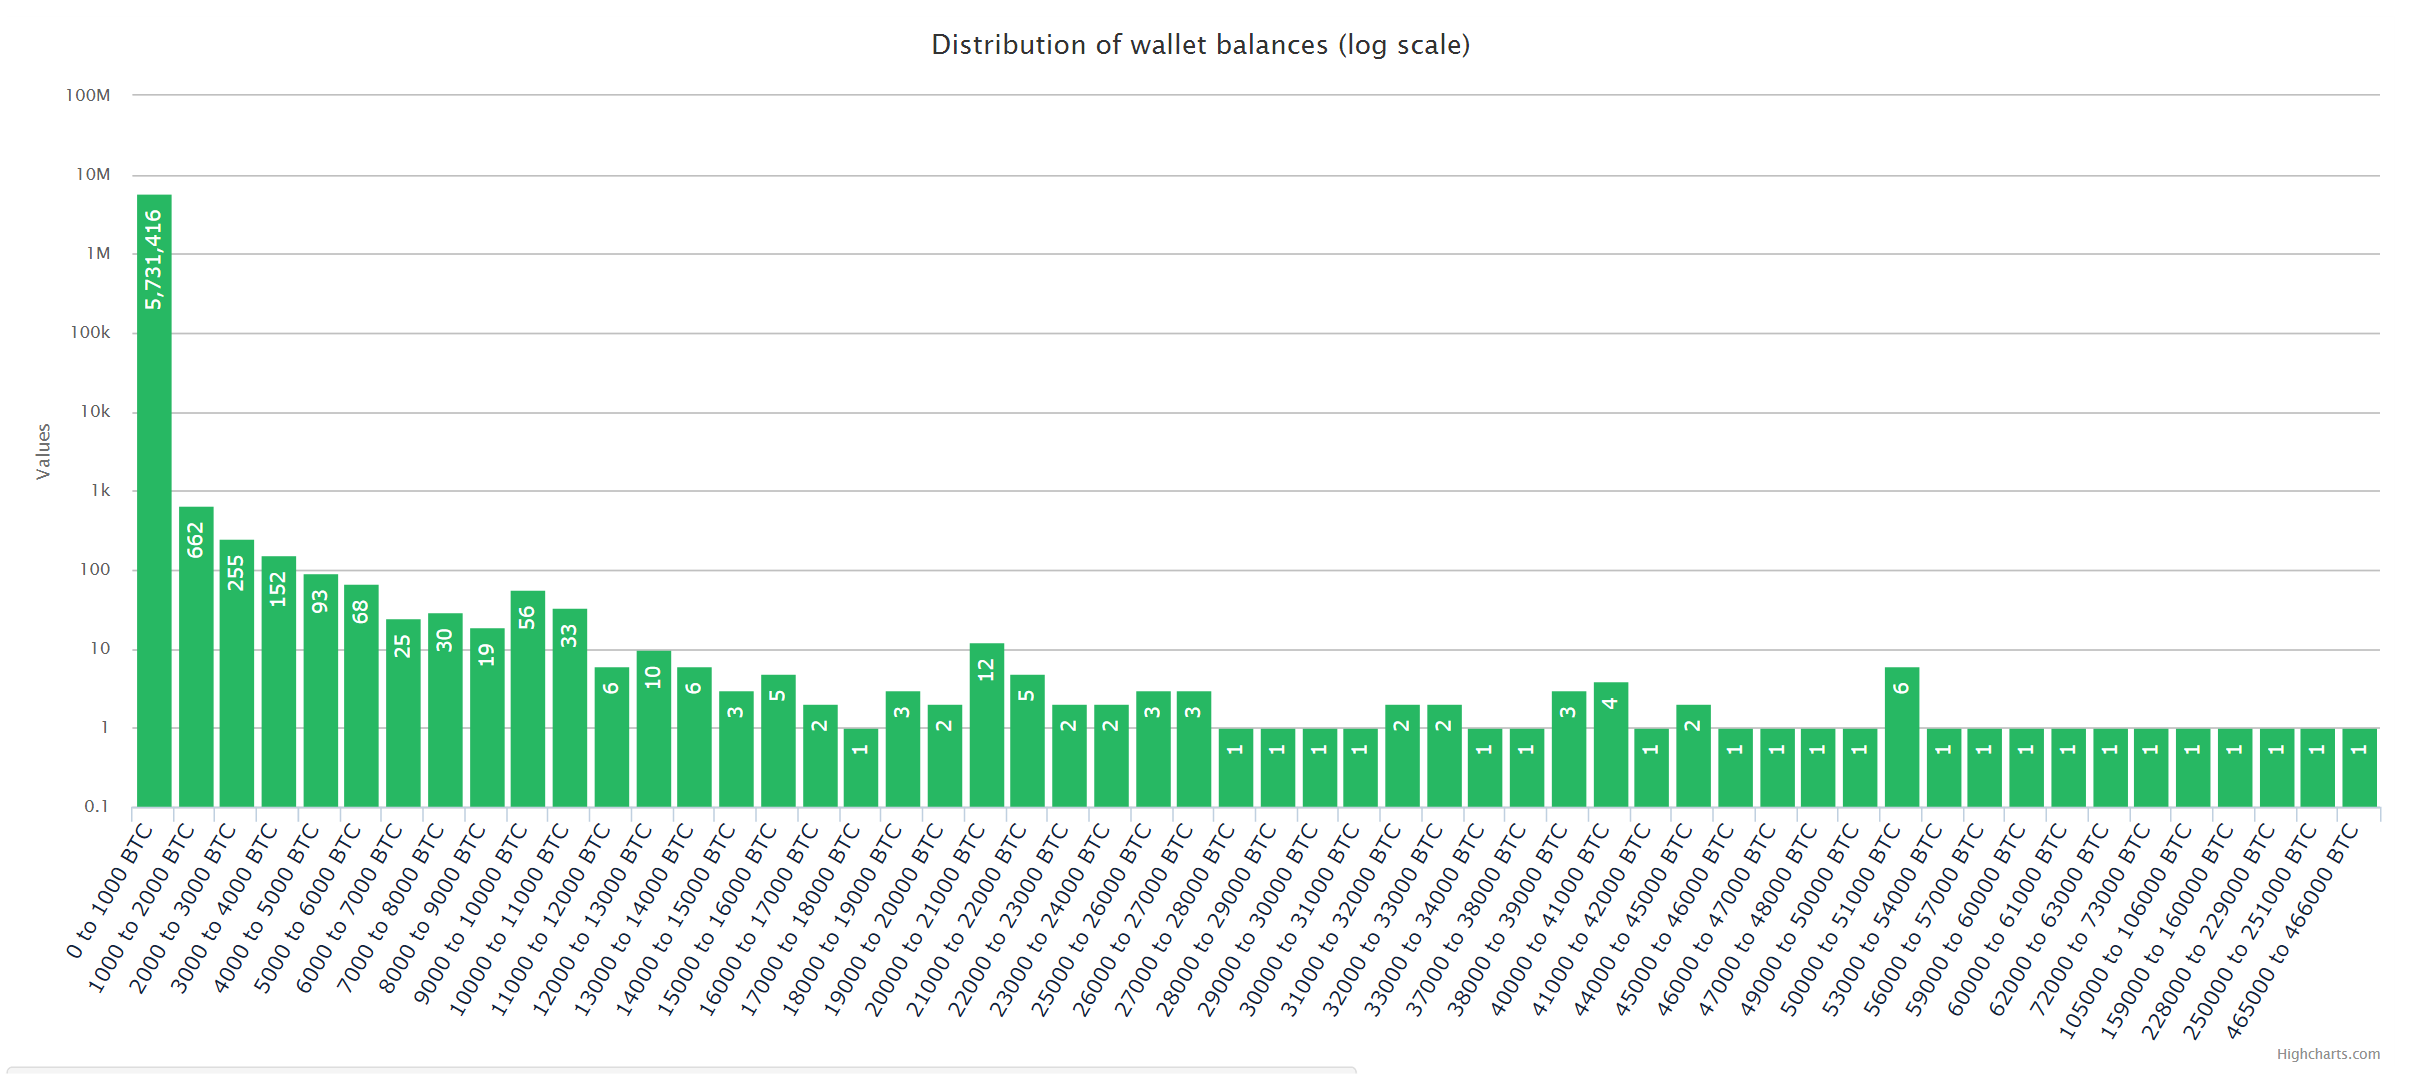 Distribution of wallet balances (log scale)
Values
100M
10M
1M
100k
10k
1k
100
10
1
0.1
5,731,416
662
255
152
93
68
25
30
19
56
33
6
10
6
3
5
2
1
3
2
12
5
2
2
3
3
1
1
1
1
2
2
1
1
3
4
1
2
1
1
1
1
6
1
1
1
1
1
1
1
1
1
1
1
0 to 1000 BTC
1000 to 2000 BTC
2000 to 3000 BTC
3000 to 4000 BTC
4000 to 5000 BTC
5000 to 6000 BTC
6000 to 7000 BTC
7000 to 8000 BTC
8000 to 9000 BTC
9000 to 10000 BTC
10000 to 11000 BTC
11000 to 12000 BTC
12000 to 13000 BTC
13000 to 14000 BTC
14000 to 15000 BTC
15000 to 16000 BTC
16000 to 17000 BTC
17000 to 18000 BTC
18000 to 19000 BTC
19000 to 20000 BTC
20000 to 21000 BTC
21000 to 22000 BTC
22000 to 23000 BTC
23000 to 24000 BTC
25000 to 26000 BTC
26000 to 27000 BTC
27000 to 28000 BTC
28000 to 29000 BTC
29000 to 30000 BTC
30000 to 31000 BTC
31000 to 32000 BTC
32000 to 33000 BTC
33000 to 34000 BTC
37000 to 38000 BTC
38000 to 39000 BTC
40000 to 41000 BTC
41000 to 42000 BTC
44000 to 45000 BTC
45000 to 46000 BTC
46000 to 47000 BTC
47000 to 48000 BTC
49000 to 50000 BTC
50000 to 51000 BTC
53000 to 54000 BTC
56000 to 57000 BTC
59000 to 60000 BTC
60000 to 61000 BTC
62000 to 63000 BTC
72000 to 73000 BTC
105000 to 106000 BTC
159000 to 160000 BTC
228000 to 229000 BTC
250000 to 251000 BTC
465000 to 466000 BTC
Highcharts.com